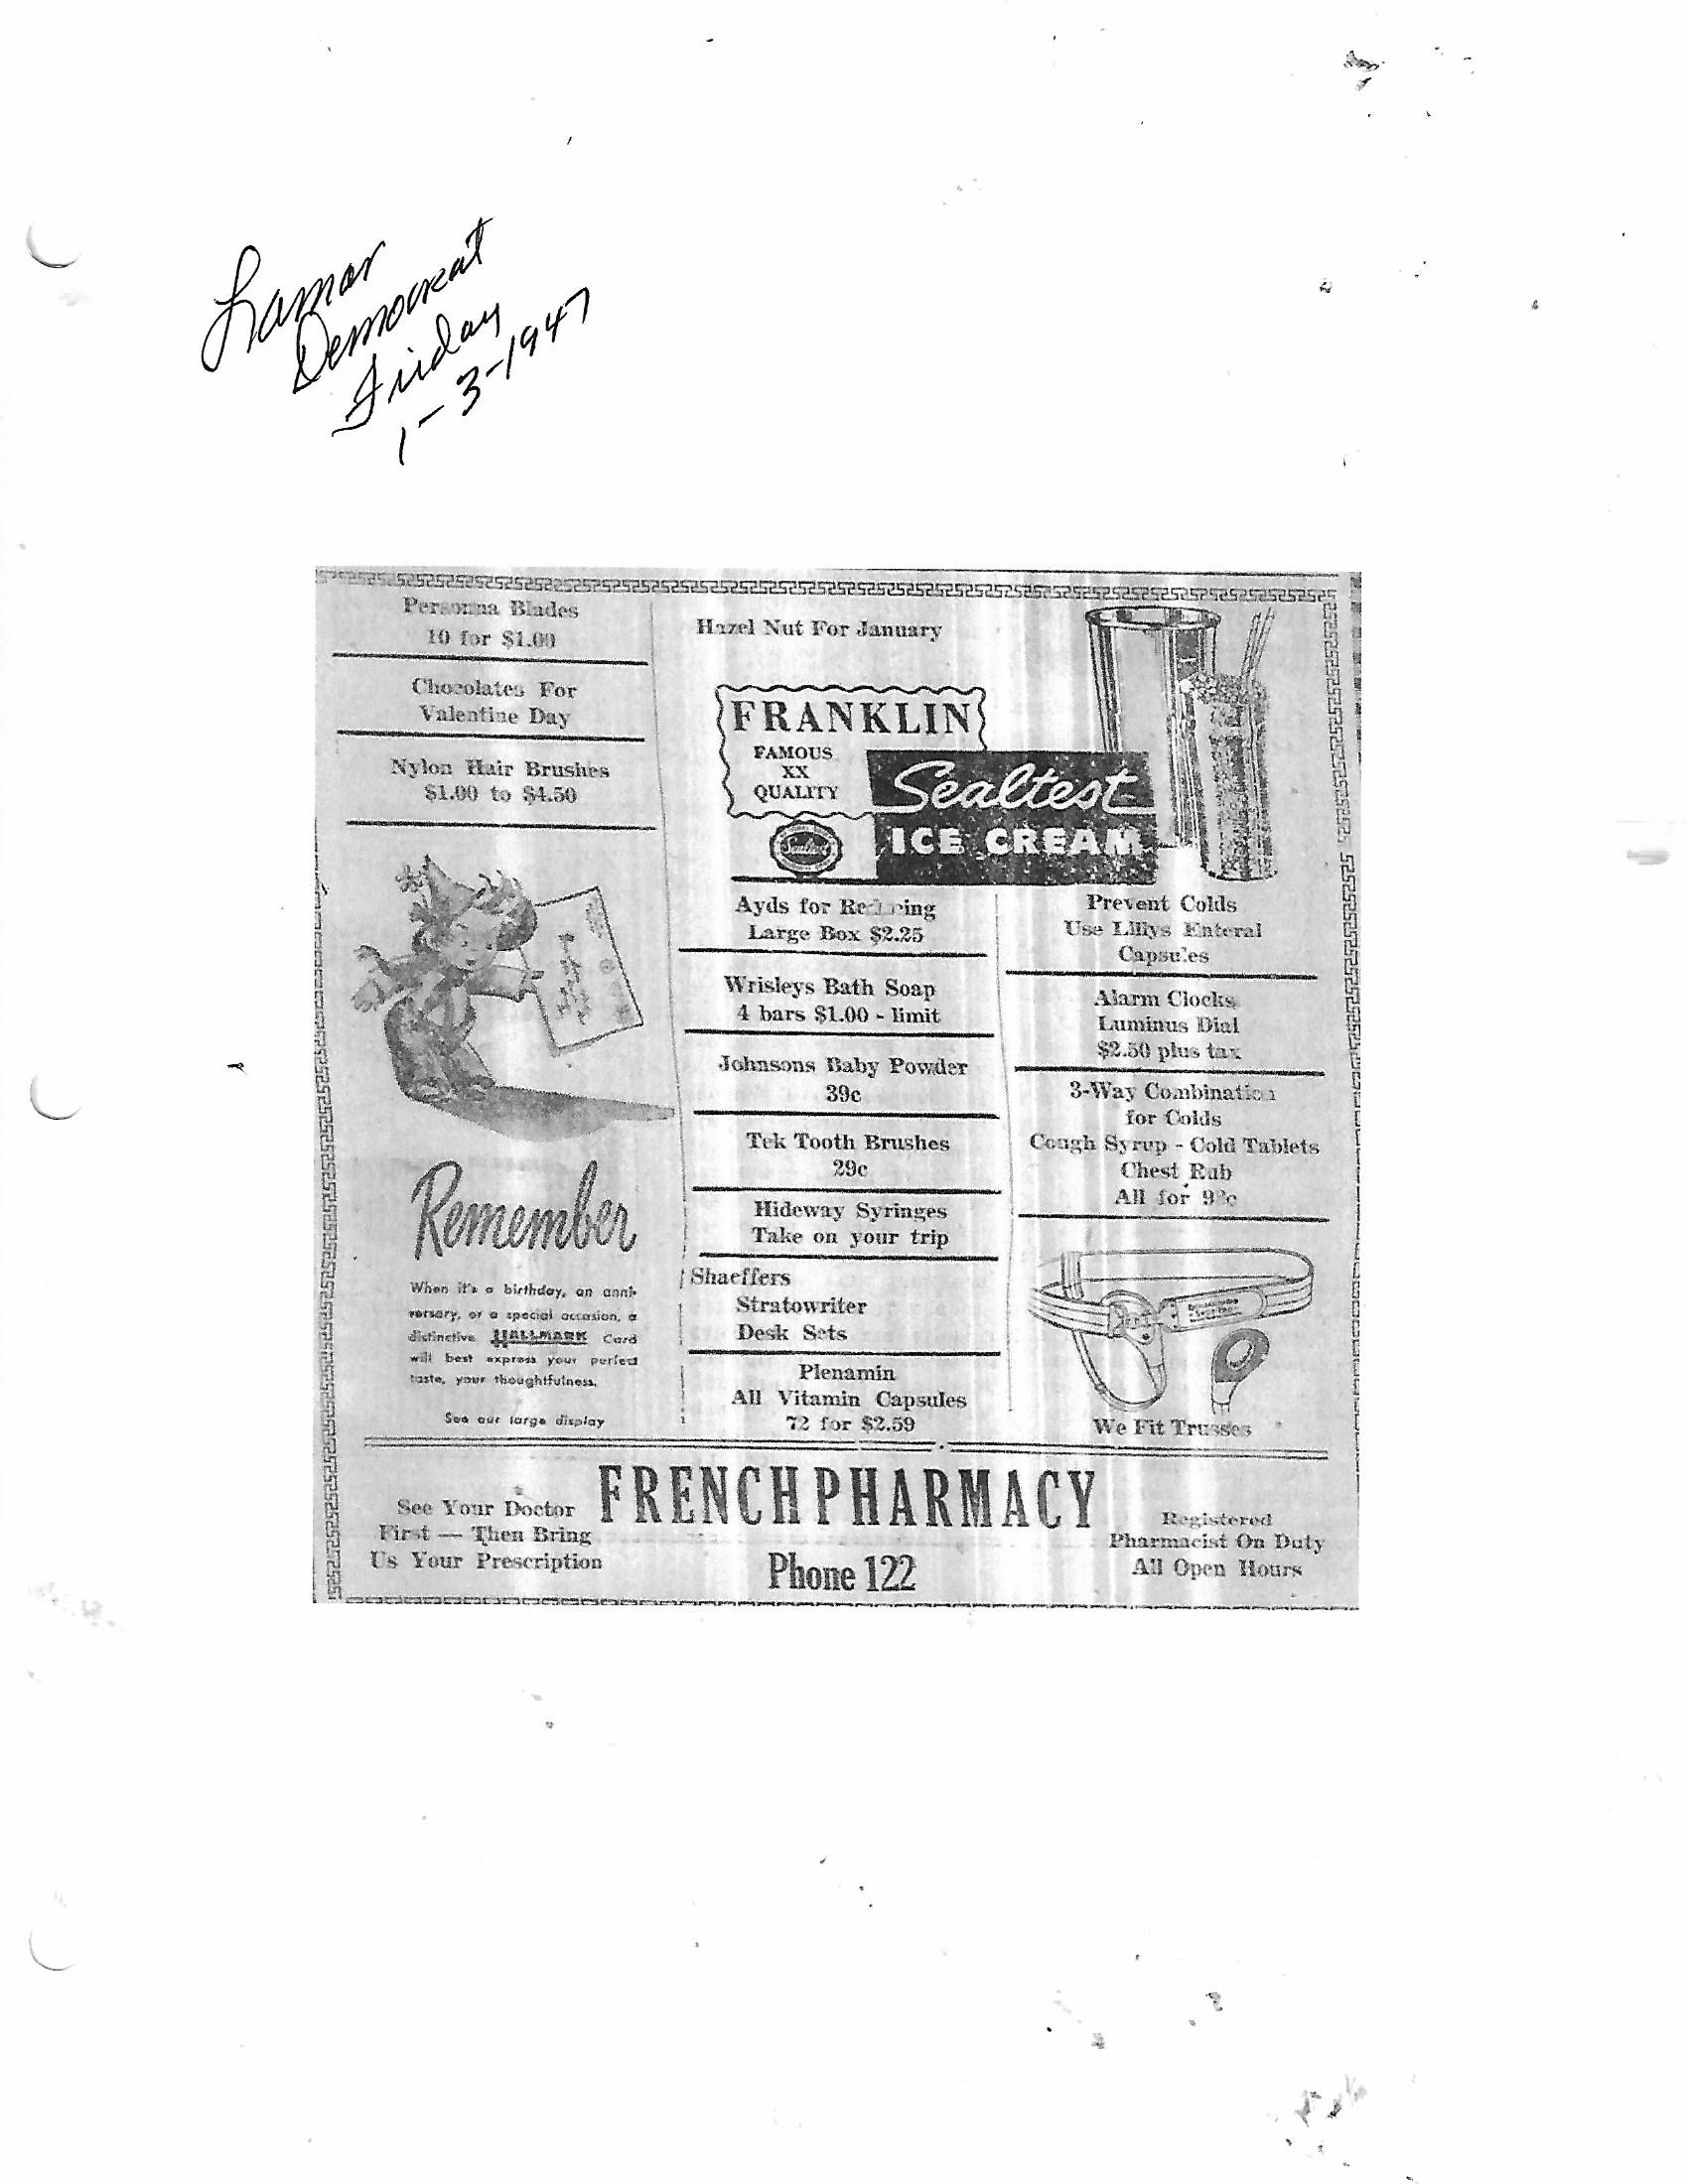 Lamar
Democrat
Friday
1-3-1947
Personna Blades
10 for $1.00
Chocolates For
Valentine Day
Nylon Hair Brushes
$1.00 to $4.50
Remember
When it's a birthday, an anni-
versary, or a special occasion, a
distinctive HALLMARK Card
will best express your perfect
taste, your thoughtfulness.
See our large display
Hazel Nut For January
FRANKLIN
FAMOUS
XX
QUALITY
Sealtest
ICE CREAM
Sealtest
Ayds for Reducing
Large Box $2.25
Wrisleys Bath Soap
4 bars $1.00 - limit
Johnsons Baby Powder
39c
Tek Tooth Brushes
29c
Hideway Syringes
Take on your trip
Shaeffers
Stratowriter
Desk Sets
Plenamin
All Vitamin Capsules
72 for $2.59
Prevent Colds
Use Lillys Enteral
Capsules
Alarm Clocks
Luminus Dial
$2.50 plus tax
3-Way Combination
for Colds
Cough Syrup - Cold Tablets
Chest Rub
All for
We Fit Trusses
See Your Doctor
First — Then Bring
Us Your Prescription
FRENCH PHARMACY
Phone 122
Registered
Pharmacist On Duty
All Open Hours